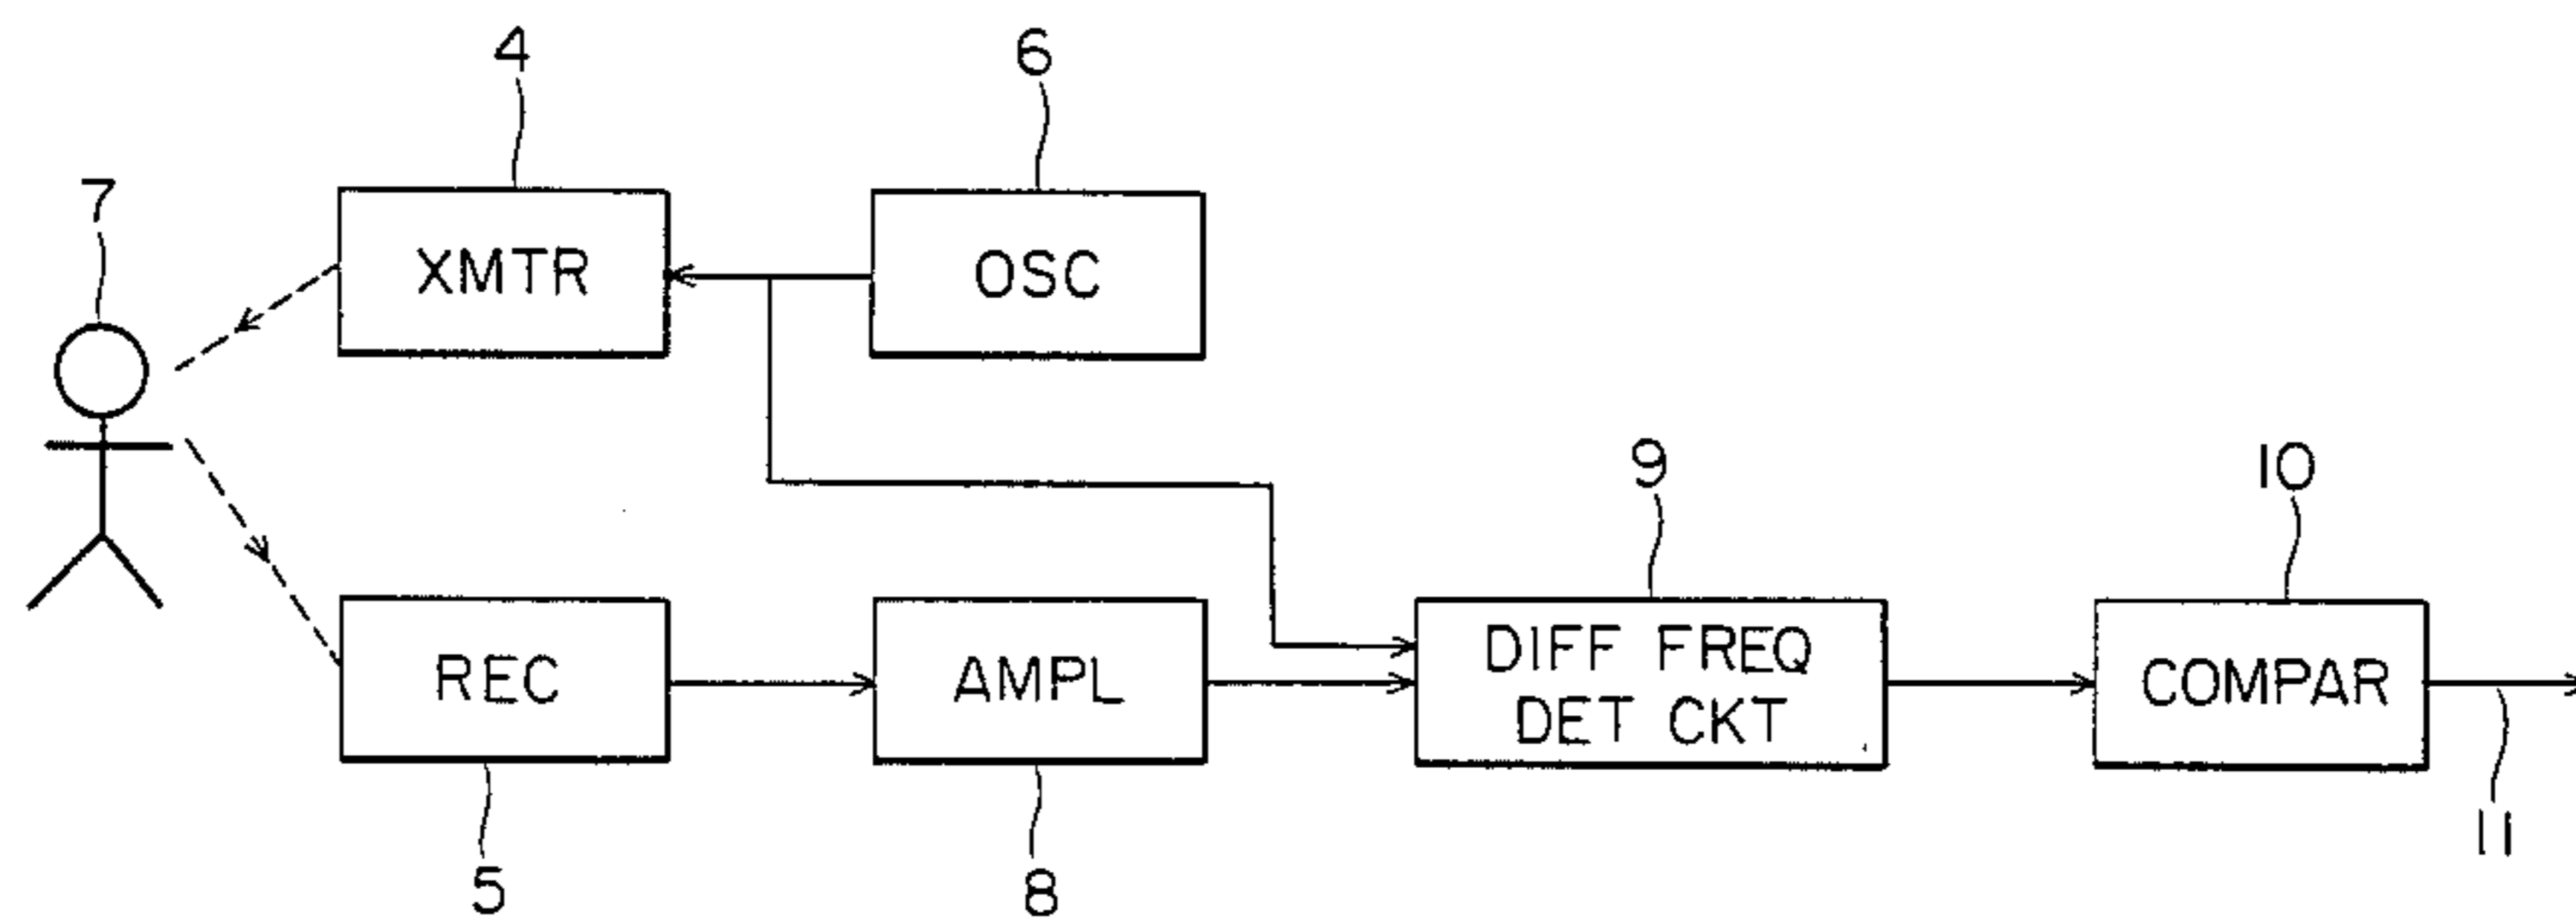 4
6
7
XMTR
OSC
9
10
REC
AMPL
DIFF FREQ
DET CKT
COMPAR
11
5
8